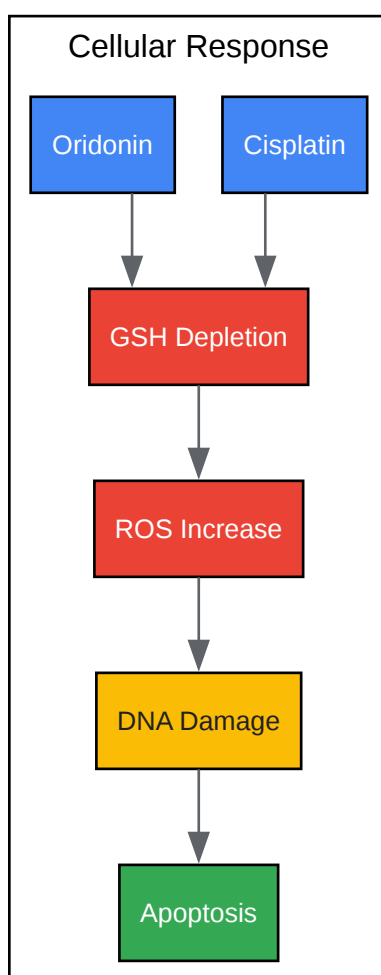 Cellular Response
Oridonin
Cisplatin
GSH Depletion
ROS Increase
DNA Damage
Apoptosis